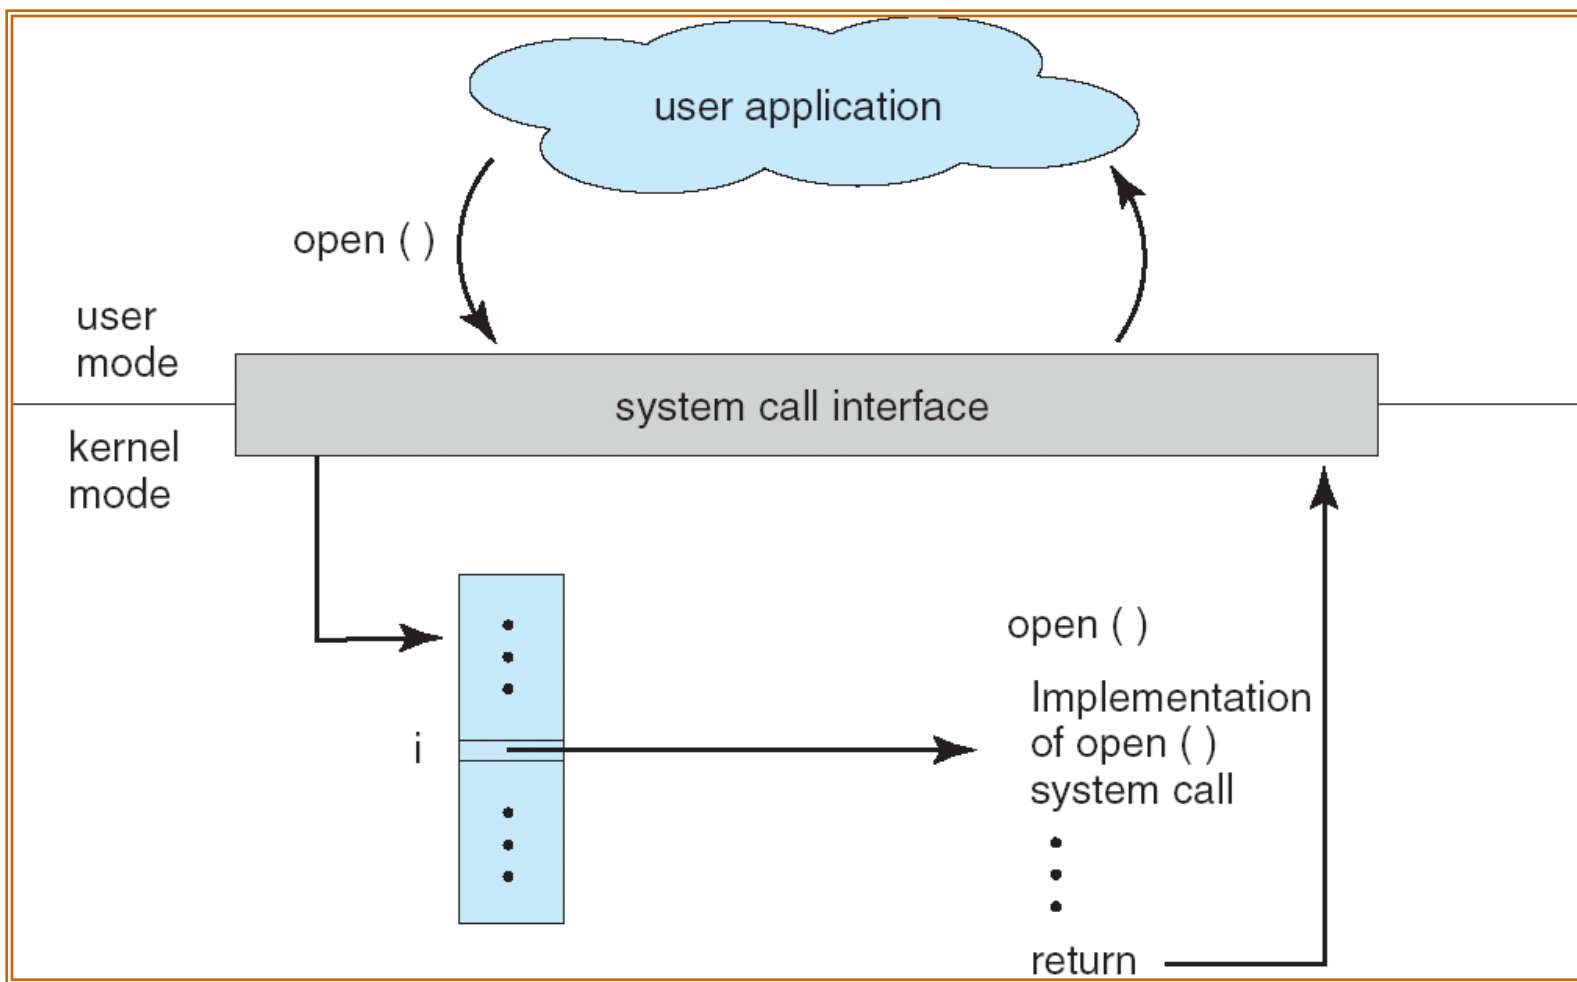 user application
open ( )
user
mode
system call interface
kernel
mode
open ( )
Implementation
of open ( )
system call
i
return